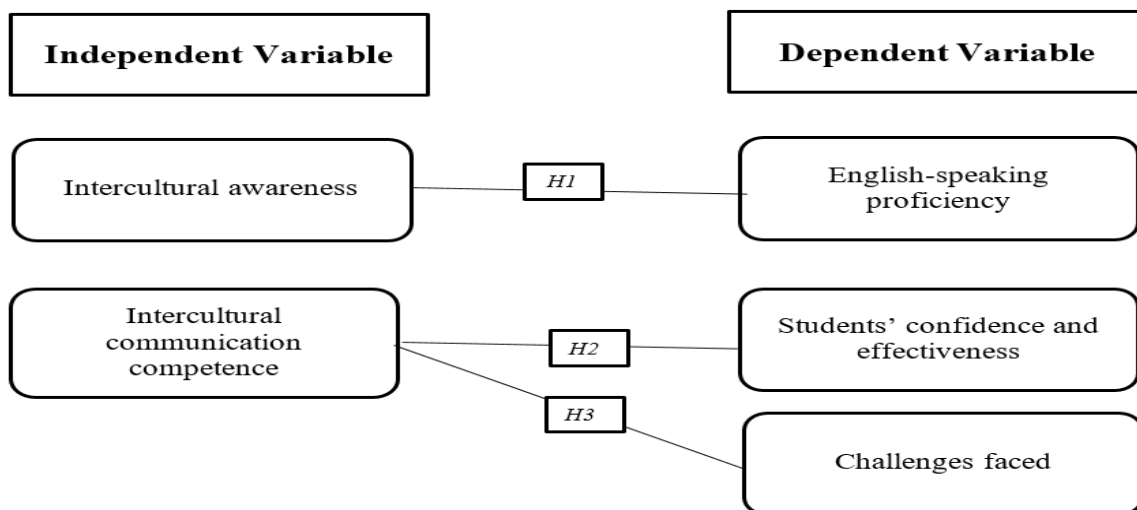 Independent Variable
Dependent Variable
Intercultural awareness
H1
English-speaking
proficiency
Intercultural
communication
competence
H2
Students’ confidence and
effectiveness
H3
Challenges faced